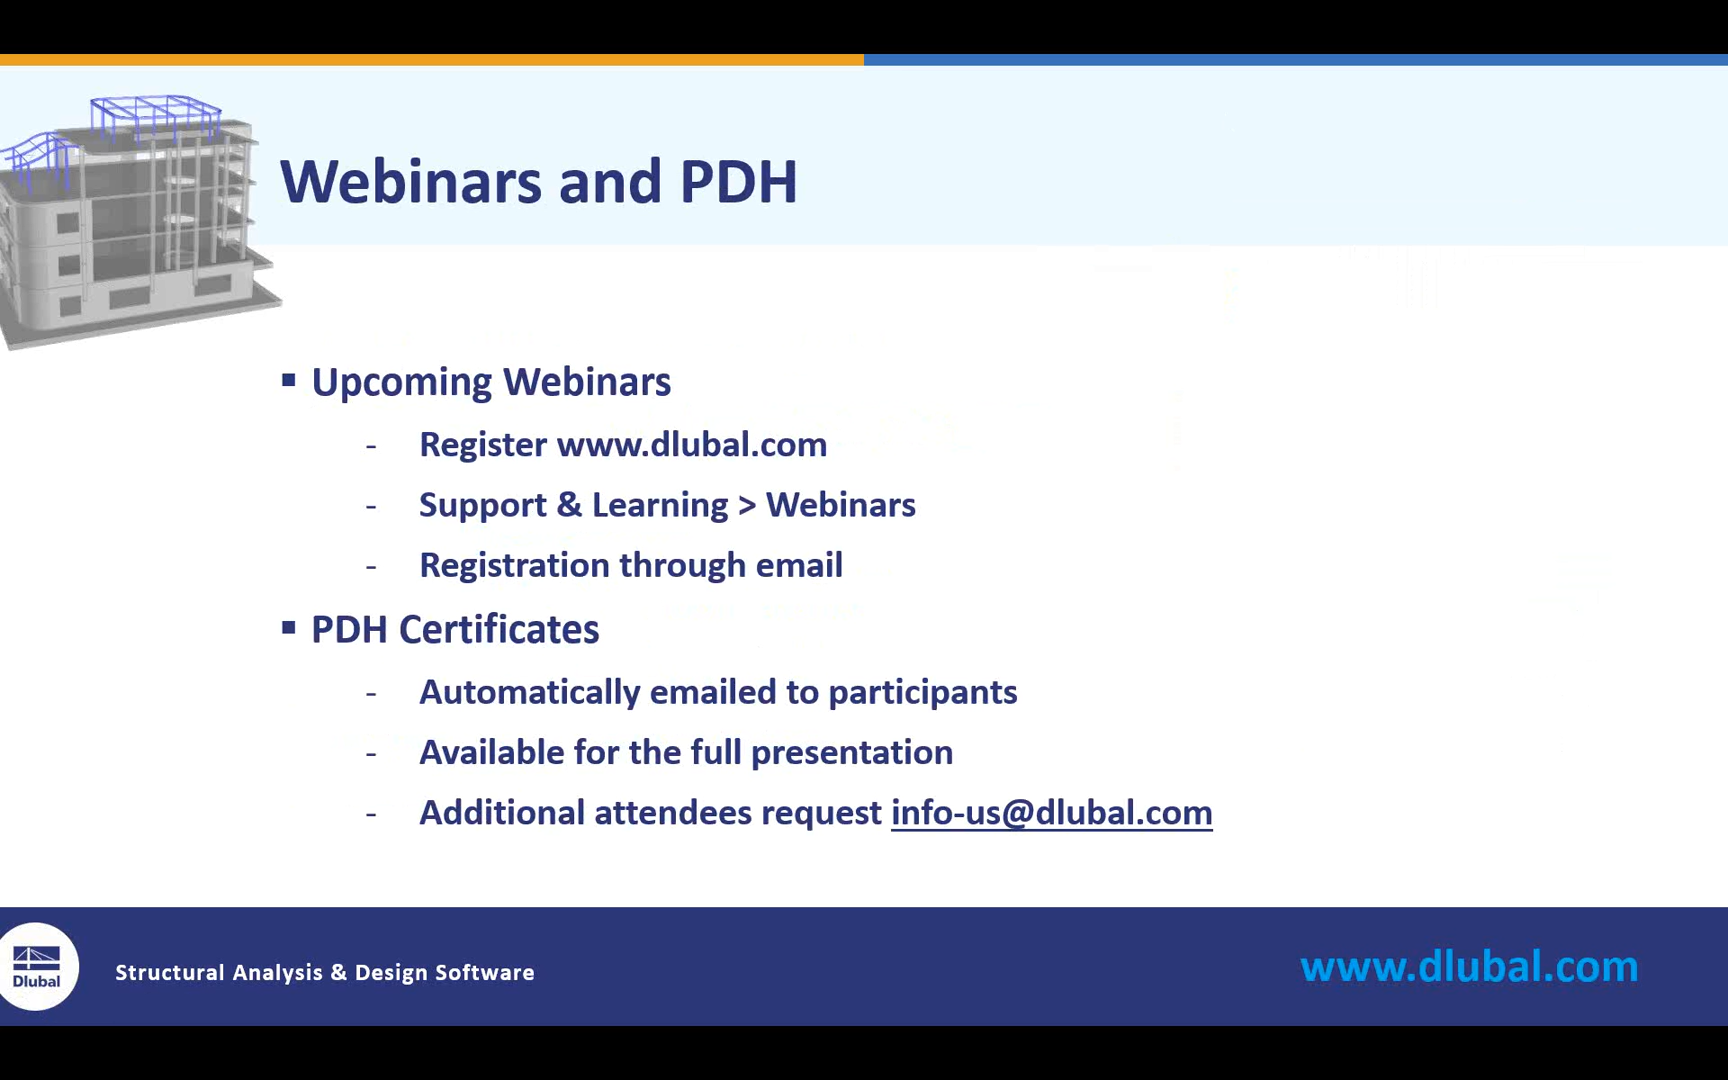 Webinars and PDH
▪ Upcoming Webinars
- Register www.dlubal.com
- Support & Learning > Webinars
- Registration through email
▪ PDH Certificates
- Automatically emailed to participants
- Available for the full presentation
- Additional attendees request info-us@dlubal.com
Dlubal
Structural Analysis & Design Software
www.dlubal.com